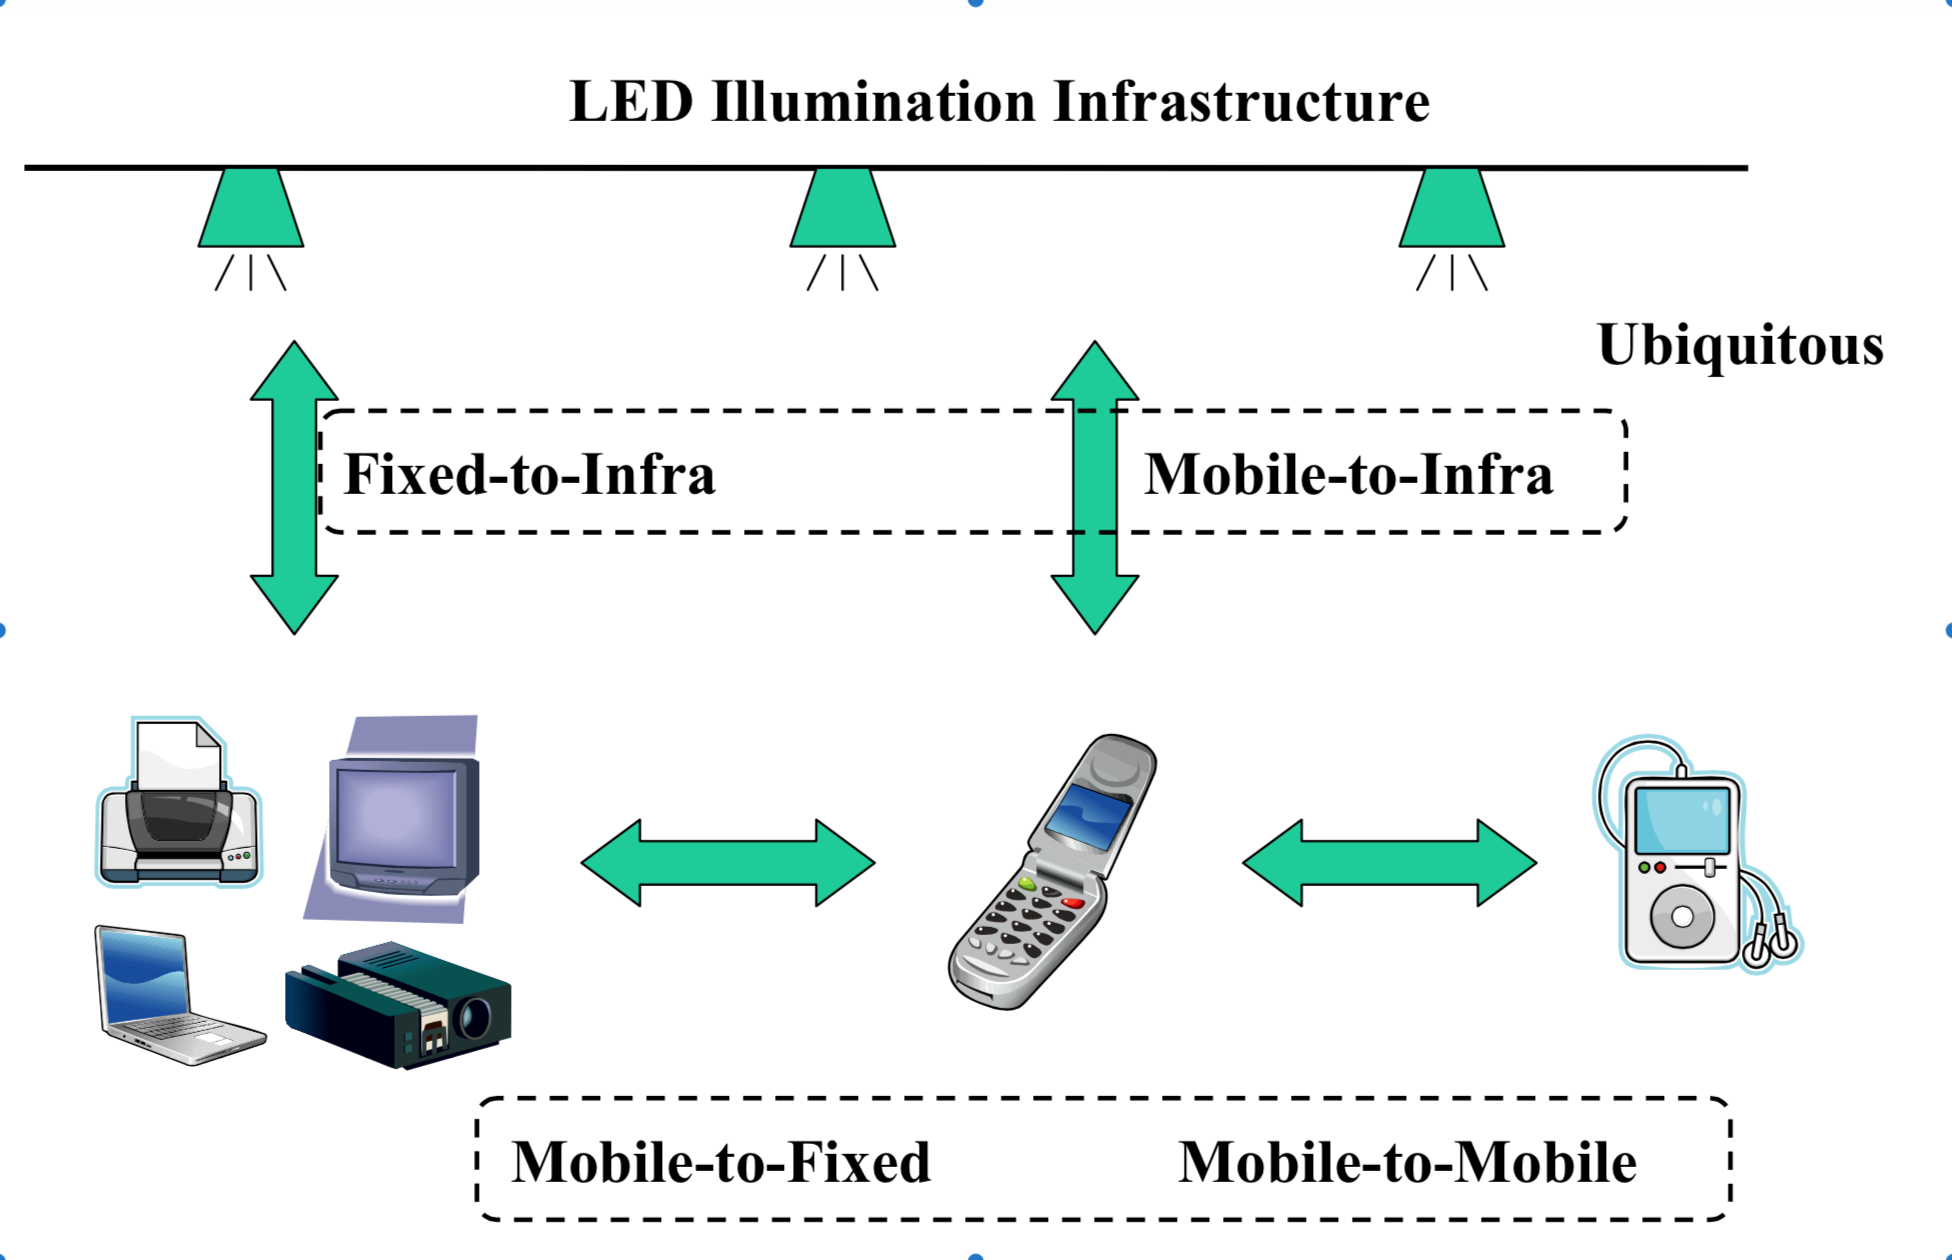 LED Illumination Infrastructure
Ubiquitous
Fixed-to-Infra
Mobile-to-Infra
Mobile-to-Fixed
Mobile-to-Mobile